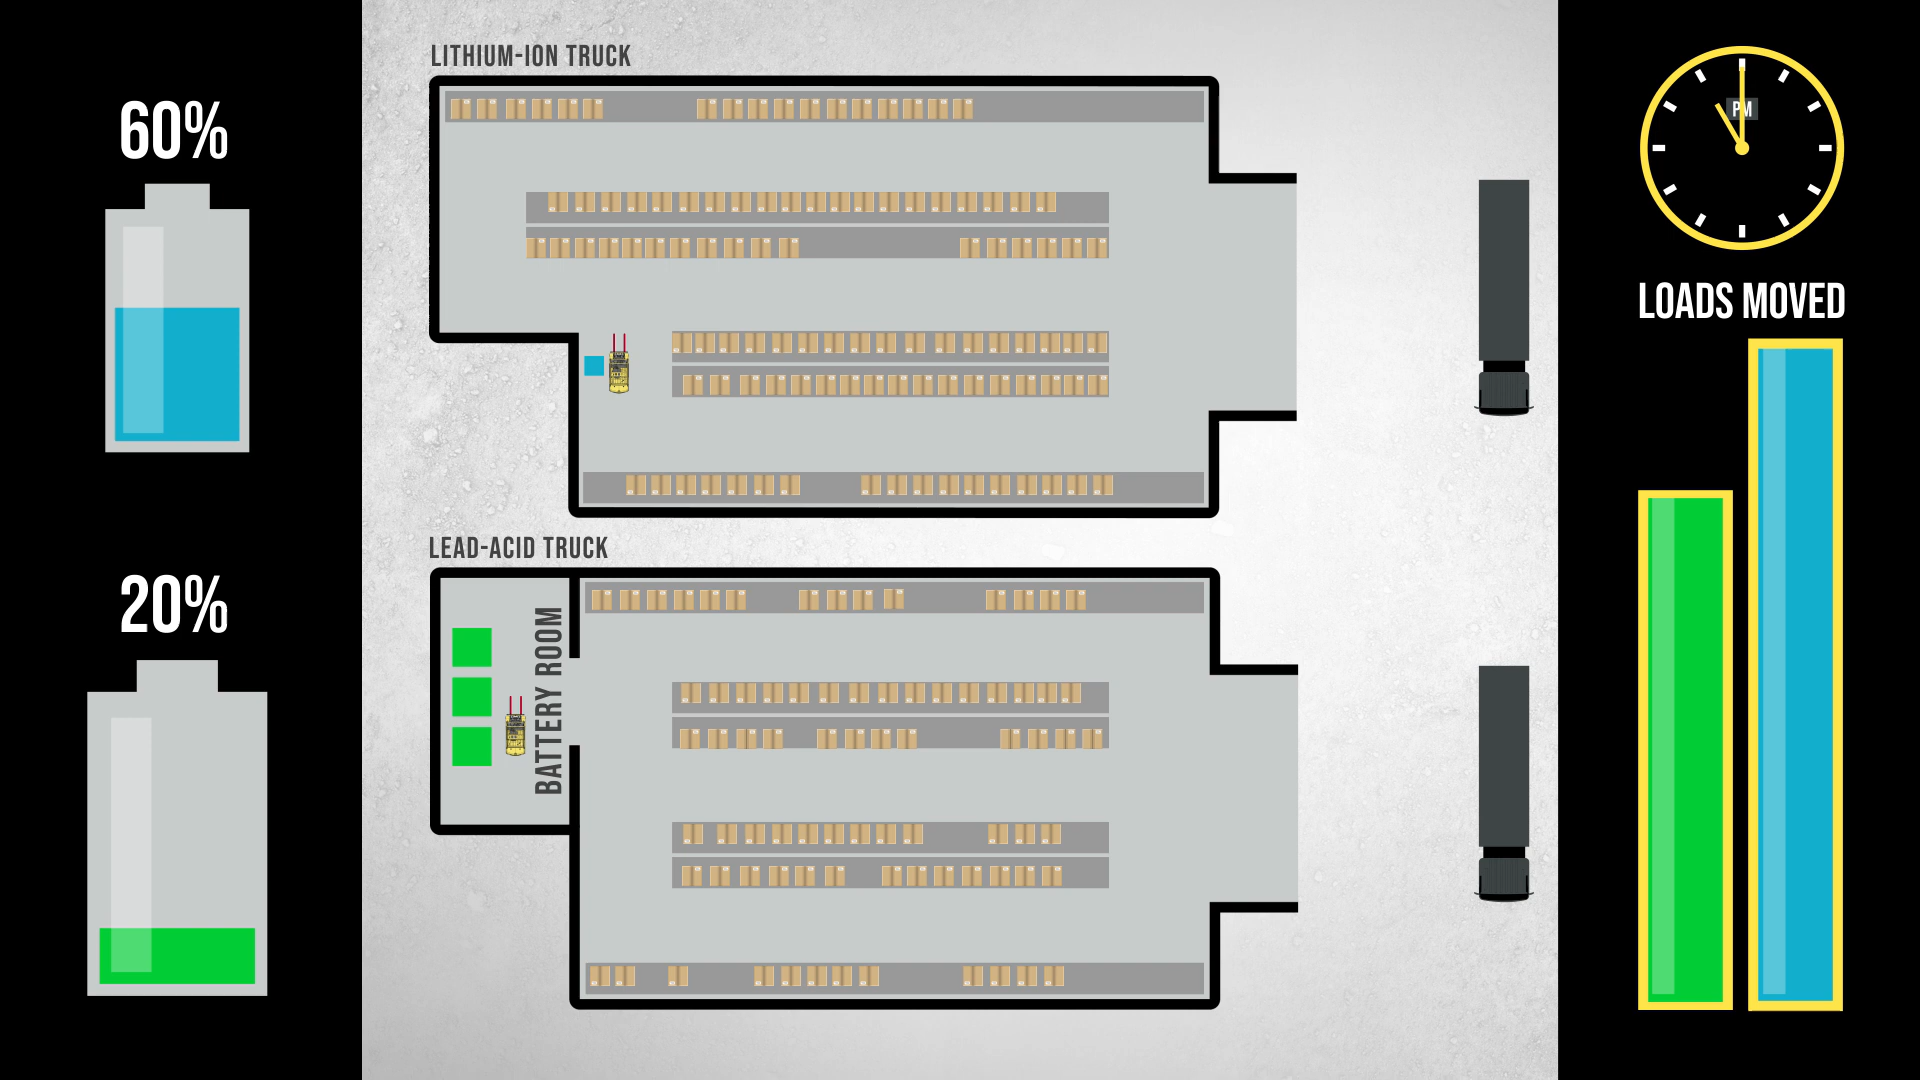 LITHIUM-ION TRUCK
60%
PM
LOADS MOVED
LEAD-ACID TRUCK
20%
BATTERY ROOM